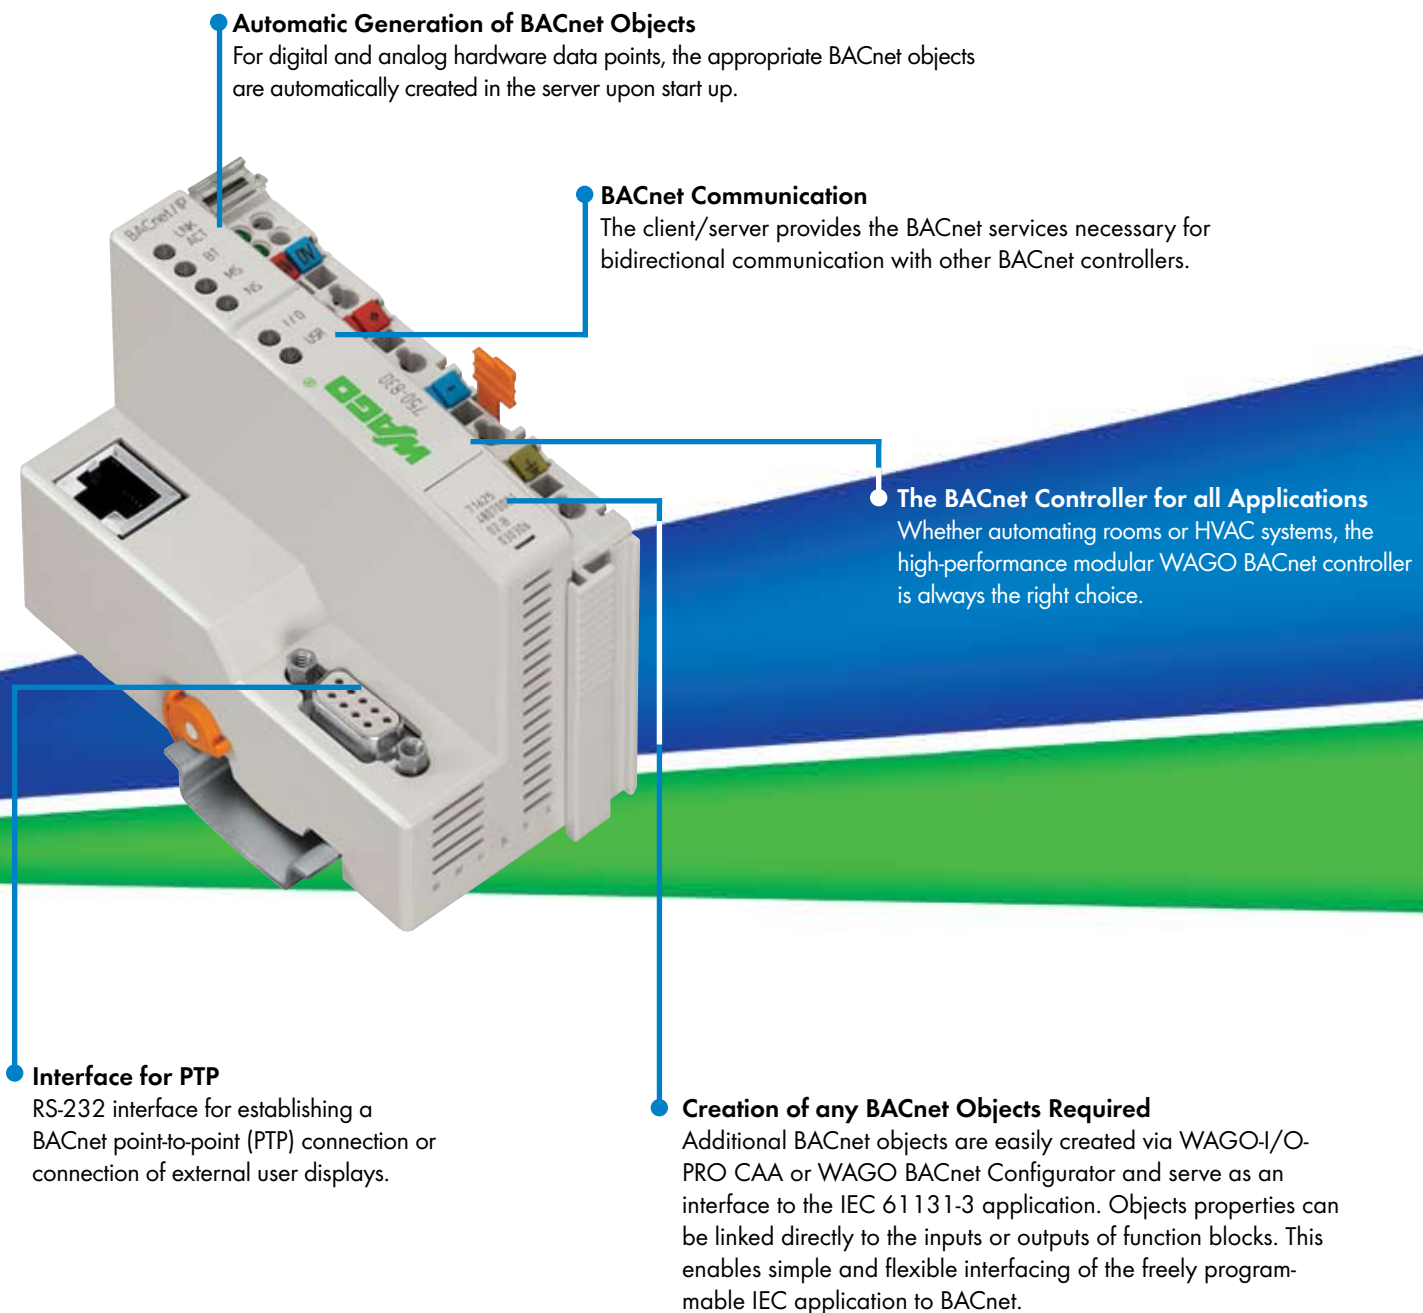 Automatic Generation of BACnet Objects
For digital and analog hardware data points, the appropriate BACnet objects
are automatically created in the server upon start up.
BACnet Communication
The client/server provides the BACnet services necessary for
bidirectional communication with other BACnet controllers.
BACnet/IP
LNK
ACT
BT
MS
NS
I/O
USR
0V
+
-
750-830
WAGO®
71625
02-B
030306
The BACnet Controller for all Applications
Whether automating rooms or HVAC systems, the
high-performance modular WAGO BACnet controller
is always the right choice.
Interface for PTP
RS-232 interface for establishing a
BACnet point-to-point (PTP) connection or
connection of external user displays.
Creation of any BACnet Objects Required
Additional BACnet objects are easily created via WAGO-I/O-
PRO CAA or WAGO BACnet Configurator and serve as an
interface to the IEC 61131-3 application. Objects properties can
be linked directly to the inputs or outputs of function blocks. This
enables simple and flexible interfacing of the freely program-
mable IEC application to BACnet.